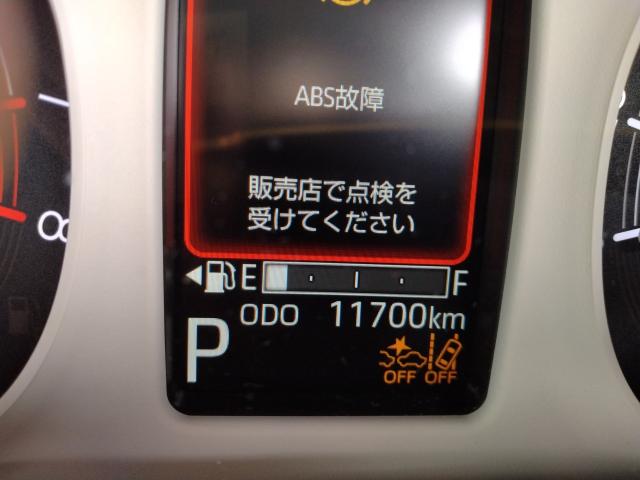 ABS故障
販売店で点検を
受けてください
E F
ODO 11700km
P
OFF OFF
8